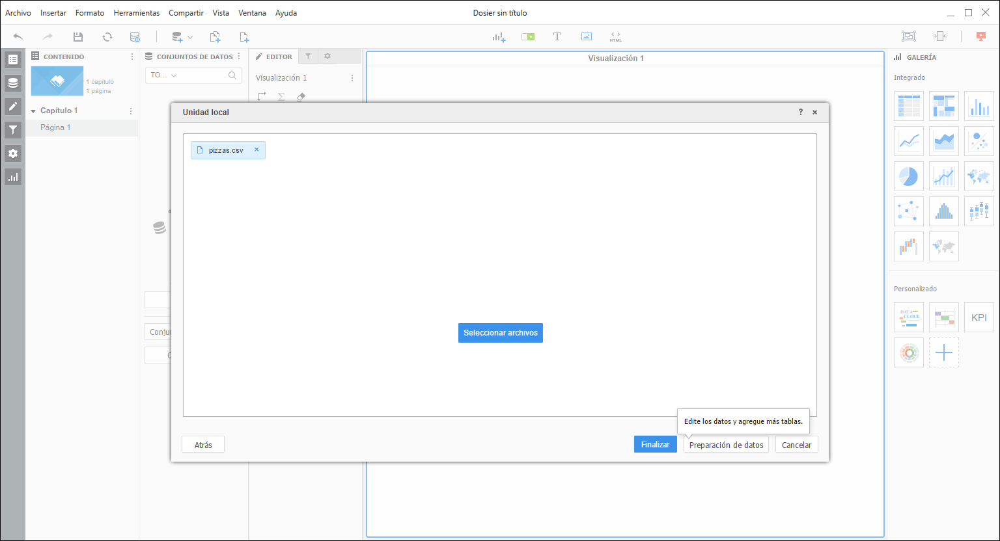 Archivo Insertar Formato Herramientas Compartir Vista Ventana Ayuda
Dosier sin título
HTML
CONTENIDO
1 capítulo
1 página
Capítulo 1
Página 1
CONJUNTOS DE DATOS
TO...
Conju
EDITOR
Visualización 1
Visualización 1
GALERÍA
Integrado
Personalizado
DATA
CLOUD
KPI
Unidad local
? ×
pizzas.csv ×
Seleccionar archivos
Edite los datos y agregue más tablas.
Atrás
Finalizar
Preparación de datos
Cancelar